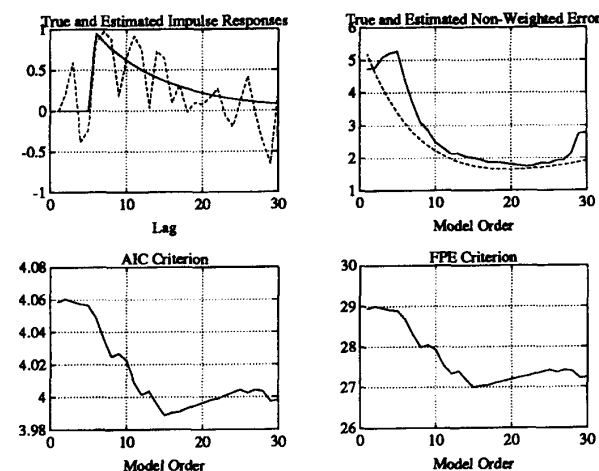 True and Estimated Impulse Responses
1
0.5
0
-0.5
-1
0 10 20 30
Lag
True and Estimated Non-Weighted Error
6
5
4
3
2
1
0 10 20 30
Model Order
AIC Criterion
4.08
4.06
4.04
4.02
4
3.98
0 10 20 30
Model Order
FPE Criterion
30
29
28
27
26
0 10 20 30
Model Order